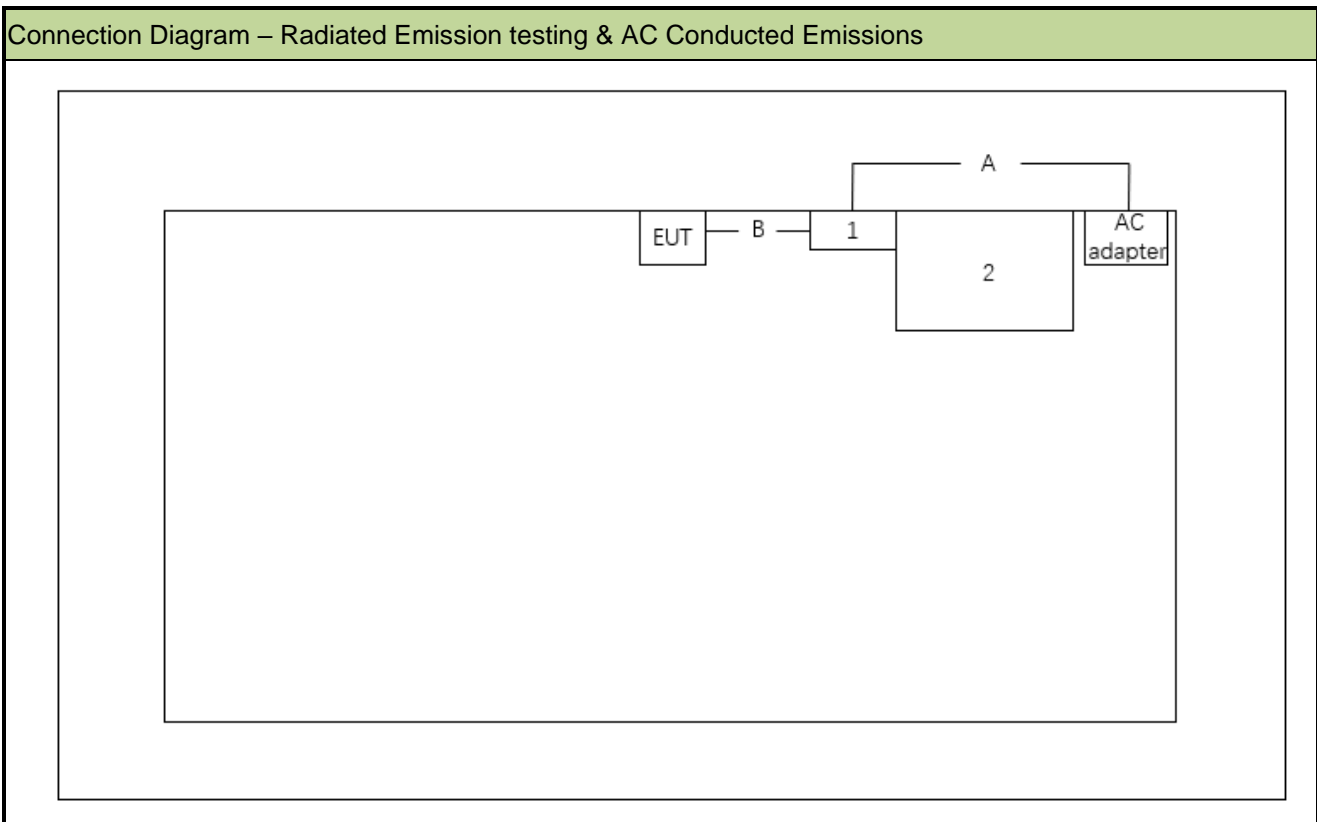 Connection Diagram – Radiated Emission testing & AC Conducted Emissions
A
EUT
B
1
AC
adapter
2